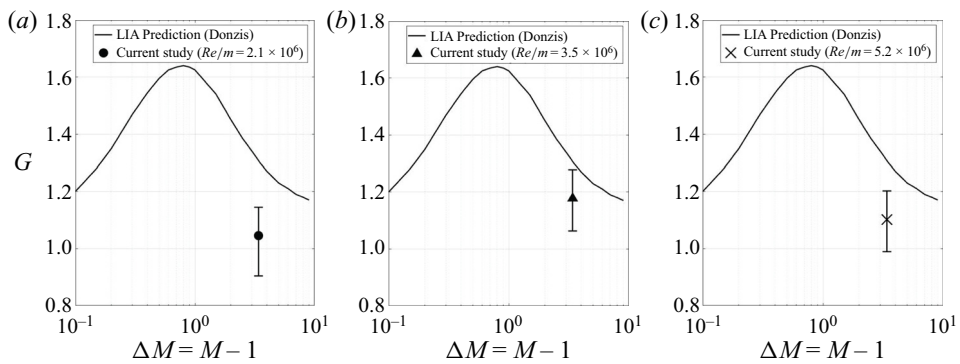 (a)
LIA Prediction (Donzis)
Current study (Re/m = 2.1 × 10⁶)
1.8
1.6
1.4
G
1.2
1.0
0.8
10⁻¹ 10⁰ 10¹
ΔM = M – 1
(b)
LIA Prediction (Donzis)
Current study (Re/m = 3.5 × 10⁶)
1.8
1.6
1.4
1.2
1.0
0.8
10⁻¹ 10⁰ 10¹
ΔM = M – 1
(c)
LIA Prediction (Donzis)
Current study (Re/m = 5.2 × 10⁶)
1.8
1.6
1.4
1.2
1.0
0.8
10⁻¹ 10⁰ 10¹
ΔM = M – 1